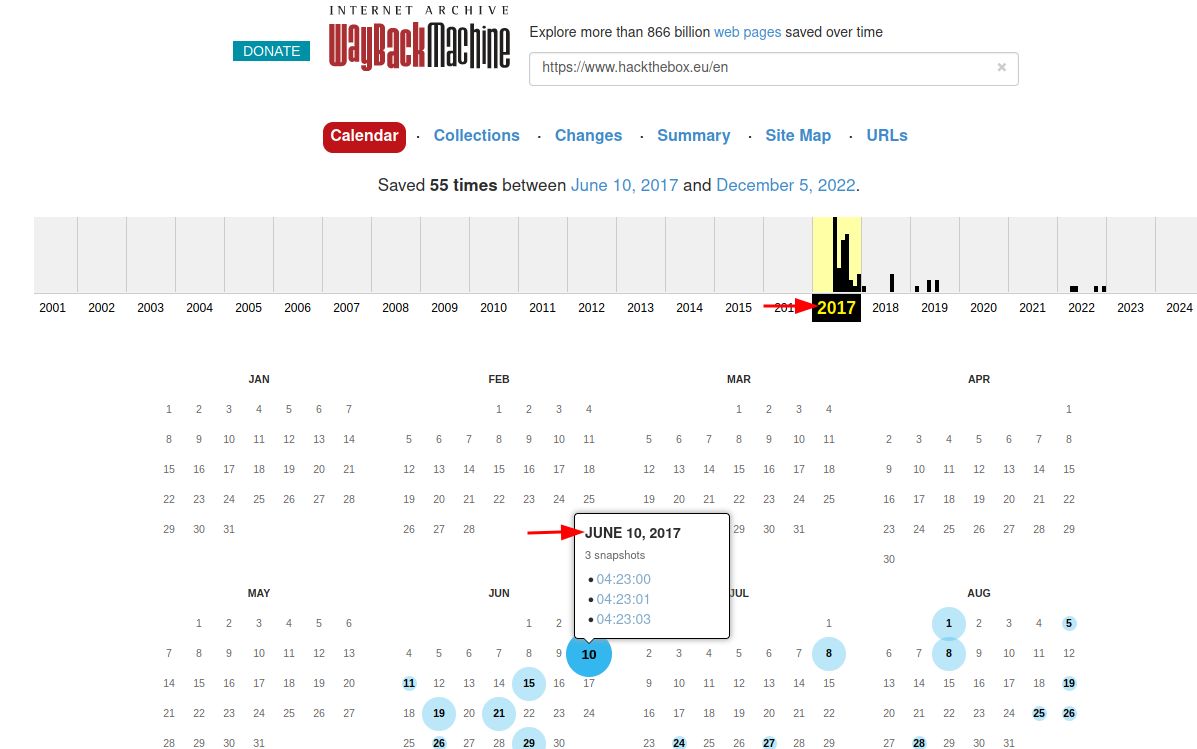 INTERNET ARCHIVE
WayBackMachine
DONATE
Explore more than 866 billion web pages saved over time
https://www.hackthebox.eu/en ×
Calendar · Collections · Changes · Summary · Site Map · URLs
Saved 55 times between June 10, 2017 and December 5, 2022.
2001 2002 2003 2004 2005 2006 2007 2008 2009 2010 2011 2012 2013 2014 2015 2017 2018 2019 2020 2021 2022 2023 2024
JAN FEB MAR APR
1 2 3 4 5 6 7 1 2 3 4 1 2 3 4 1
8 9 10 11 12 13 14 5 6 7 8 9 10 11 5 6 7 8 9 10 11 2 3 4 5 6 7 8
15 16 17 18 19 20 21 12 13 14 15 16 17 18 12 13 14 15 16 17 18 9 10 11 12 13 14 15
22 23 24 25 26 27 28 19 20 21 22 23 24 25 19 20 21 22 23 24 25 16 17 18 19 20 21 22
29 30 31 26 27 28 29 30 31 23 24 25 26 27 28 29
30
JUNE 10, 2017
3 snapshots
• 04:23:00
• 04:23:01
• 04:23:03
MAY JUN JUL AUG
1 2 3 4 5 6 1 2 1 1 2 3 4 5
7 8 9 10 11 12 13 4 5 6 7 8 9 10 2 3 4 5 6 7 8 6 7 8 9 10 11 12
14 15 16 17 18 19 20 11 12 13 14 15 16 17 9 10 11 12 13 14 15 13 14 15 16 17 18 19
21 22 23 24 25 26 27 18 19 20 21 22 23 24 16 17 18 19 20 21 22 20 21 22 23 24 25 26
28 29 30 31 25 26 27 28 29 30 23 24 25 26 27 28 29 27 28 29 30 31